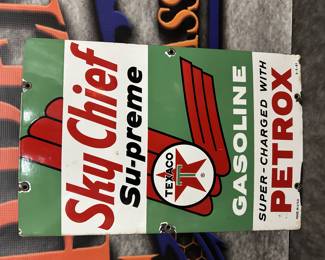 Sky Chief
Su-preme
TEXACO
T
GASOLINE
SUPER-CHARGED WITH
PETROX